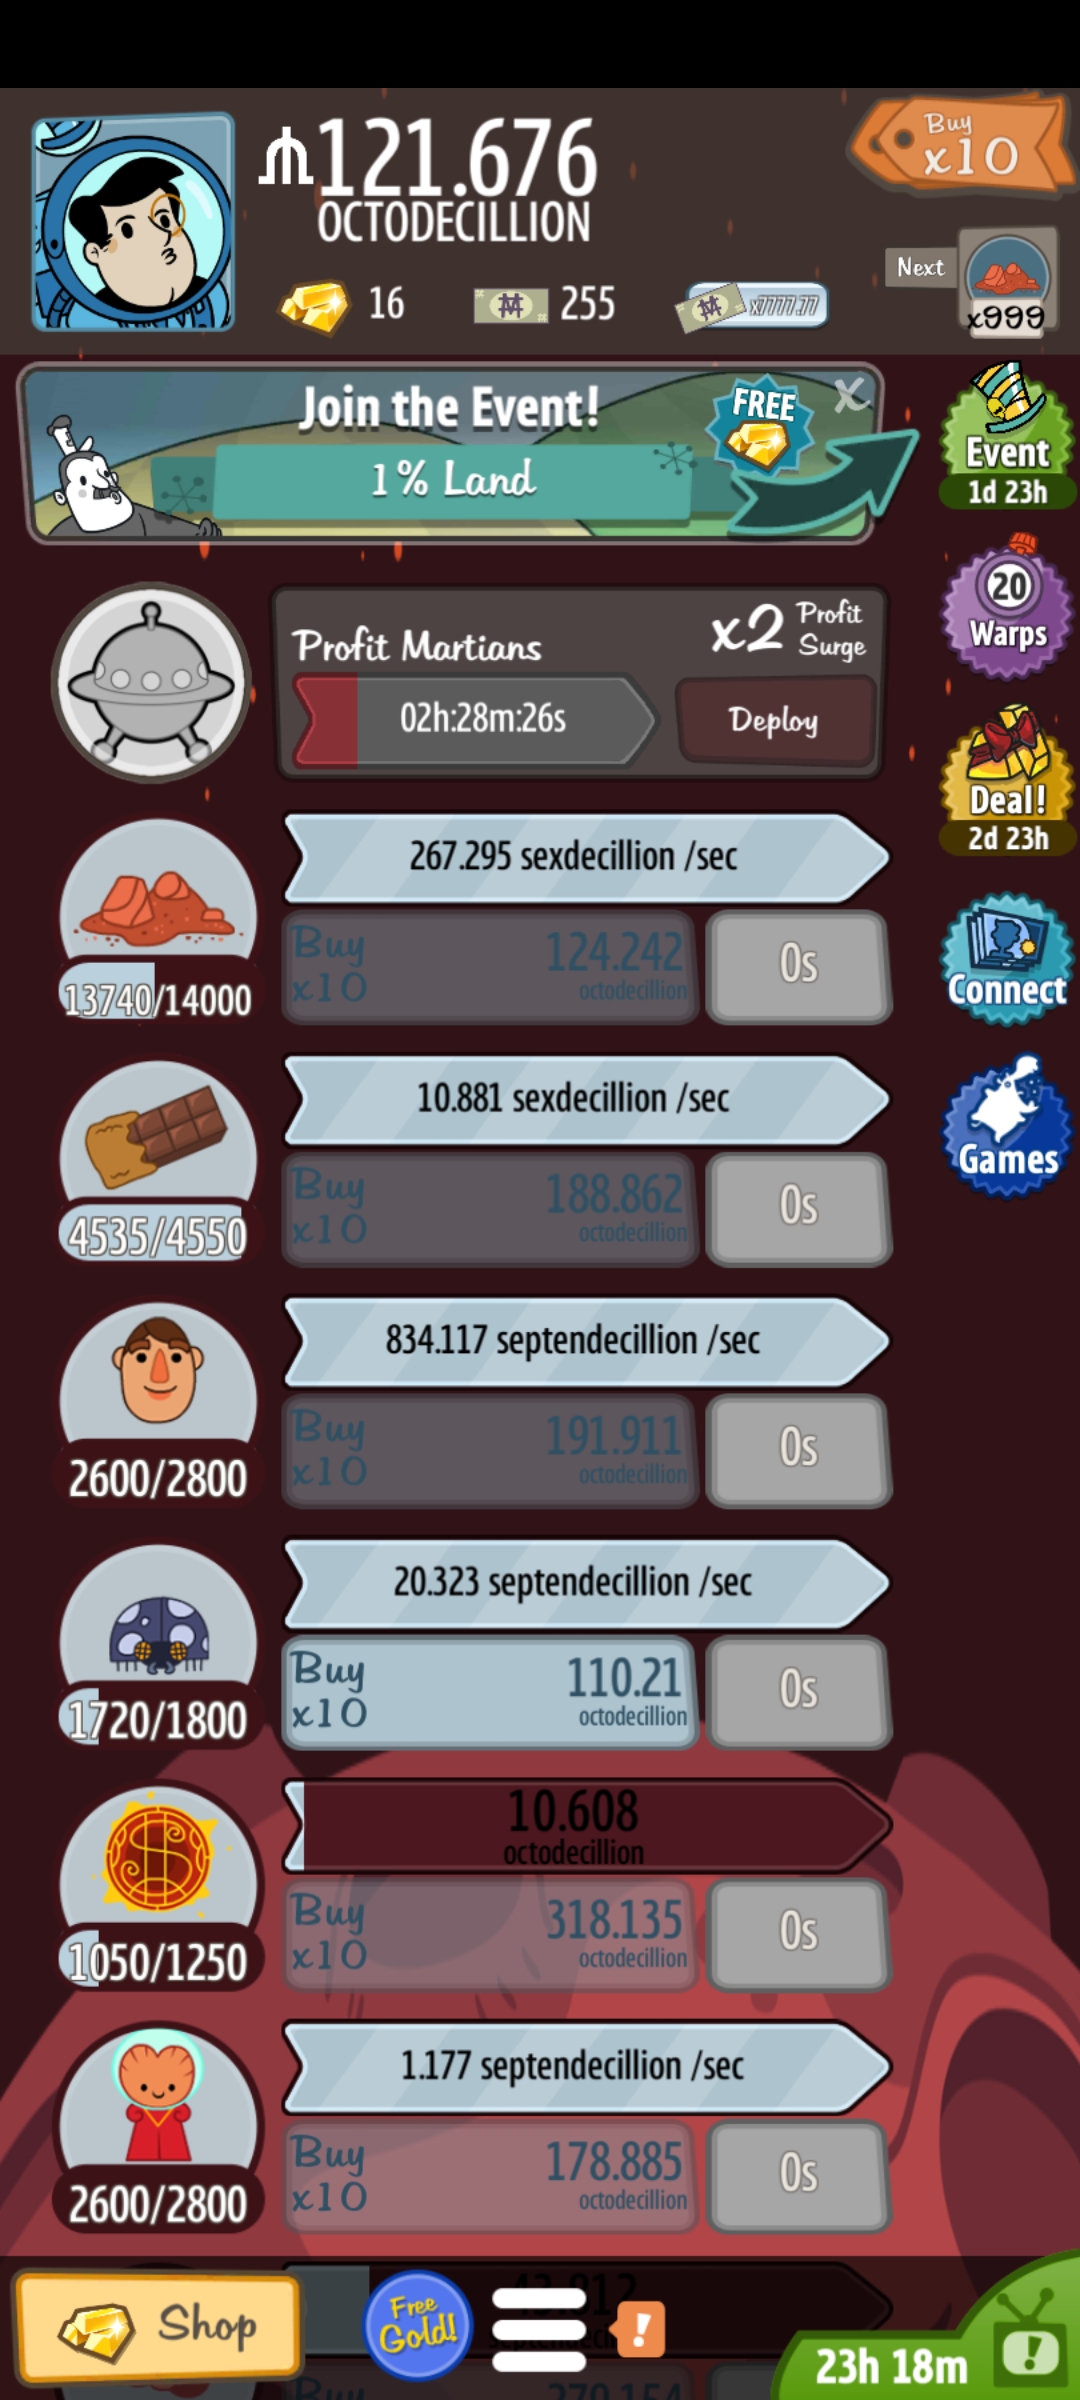 121.676
OCTODECILLION
Buy
x10
16
255
x7777.77
Next
x999
Join the Event!
1% Land
FREE
X
Event
1d 23h
Profit Martians
x2 Profit Surge
02h:28m:26s
Deploy
20
Warps
Deal!
2d 23h
Connect
Games
267.295 sexdecillion /sec
Buy
x10
124.242
octodecillion
0s
13740/14000
10.881 sexdecillion /sec
Buy
x10
188.862
octodecillion
0s
4535/4550
834.117 septendecillion /sec
Buy
x10
191.911
octodecillion
0s
2600/2800
20.323 septendecillion /sec
Buy
x10
110.21
octodecillion
0s
1720/1800
10.608
octodecillion
Buy
x10
318.135
octodecillion
0s
1050/1250
1.177 septendecillion /sec
Buy
x10
178.885
octodecillion
0s
2600/2800
Shop
Free
Gold!
!
23h 18m
!